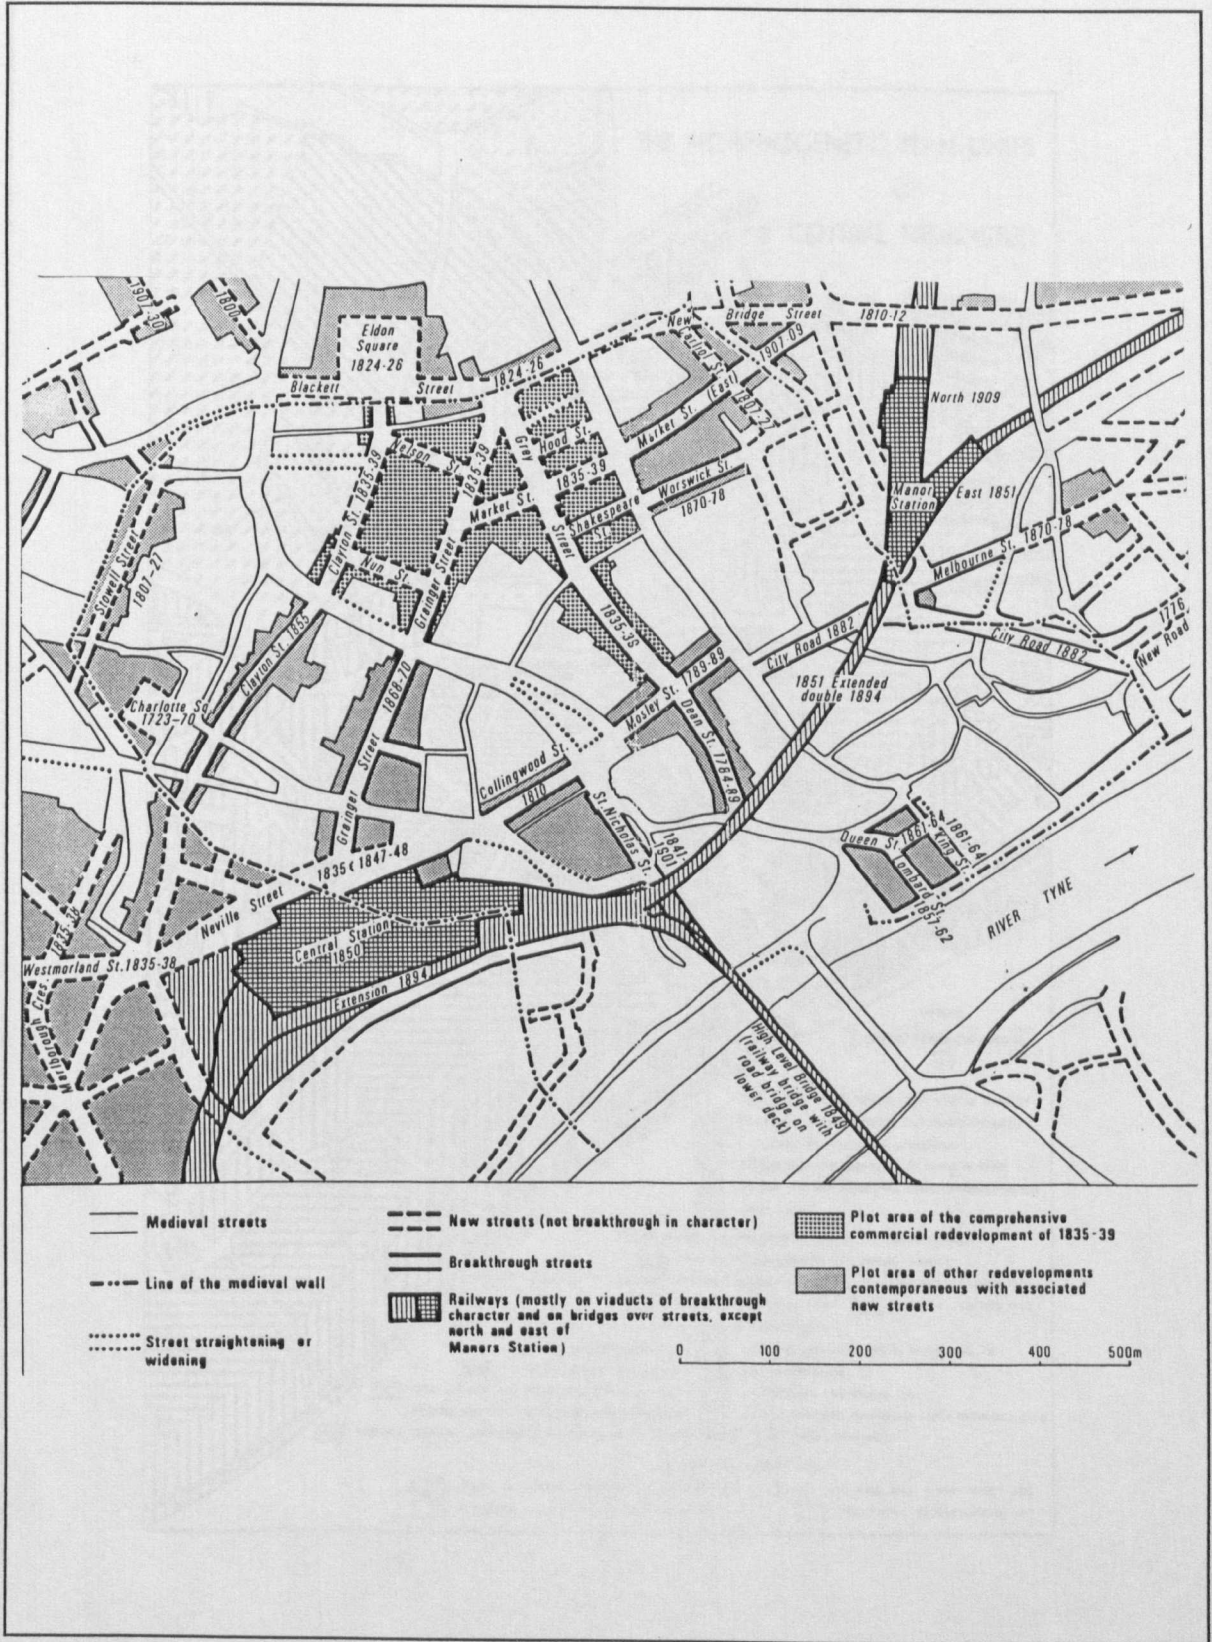 1907-30
1800
Eldon
Square
1824-26
Blackett Street
1824-26
New Bridge Street 1810-12
Carliol St. 1807-27
1907-09
Market St. (East)
North 1909
Grey Street
Hood St.
1835-39
Nelson St.
1835-39
Market St.
Shakespeare St.
Worswick St.
1870-78
Manor
Station
East 1851
Melbourne St. 1870-78
Clayton St. 1835-39
Nun St.
Grainger Street
Stowell Street
1807-27
1835-38
City Road 1882
City Road 1882
1776
New Road
Clayton St. 1855
1868-70
Charlotte Sq.
1723-70
Mosley St. 1789-89
1851 Extended
double 1894
Dean St. 1784-89
Grainger Street
Collingwood St.
1810
St. Nicholas St.
1841-
1901
Queen St. 1861-64
1861-64
King St.
Lombard St.
1857-62
RIVER TYNE
Neville Street 1835 & 1847-48
1835-38
Westmorland St. 1835-38
Central Station
1850
Extension 1894
Marlborough Cres.
High Level Bridge 1849
(railway bridge with
road bridge on
lower deck)
Medieval streets
Line of the medieval wall
Street straightening or
widening
New streets (not breakthrough in character)
Breakthrough streets
Railways (mostly on viaducts of breakthrough
character and on bridges over streets, except
north and east of
Manors Station)
Plot area of the comprehensive
commercial redevelopment of 1835-39
Plot area of other redevelopments
contemporaneous with associated
new streets
0 100 200 300 400 500m